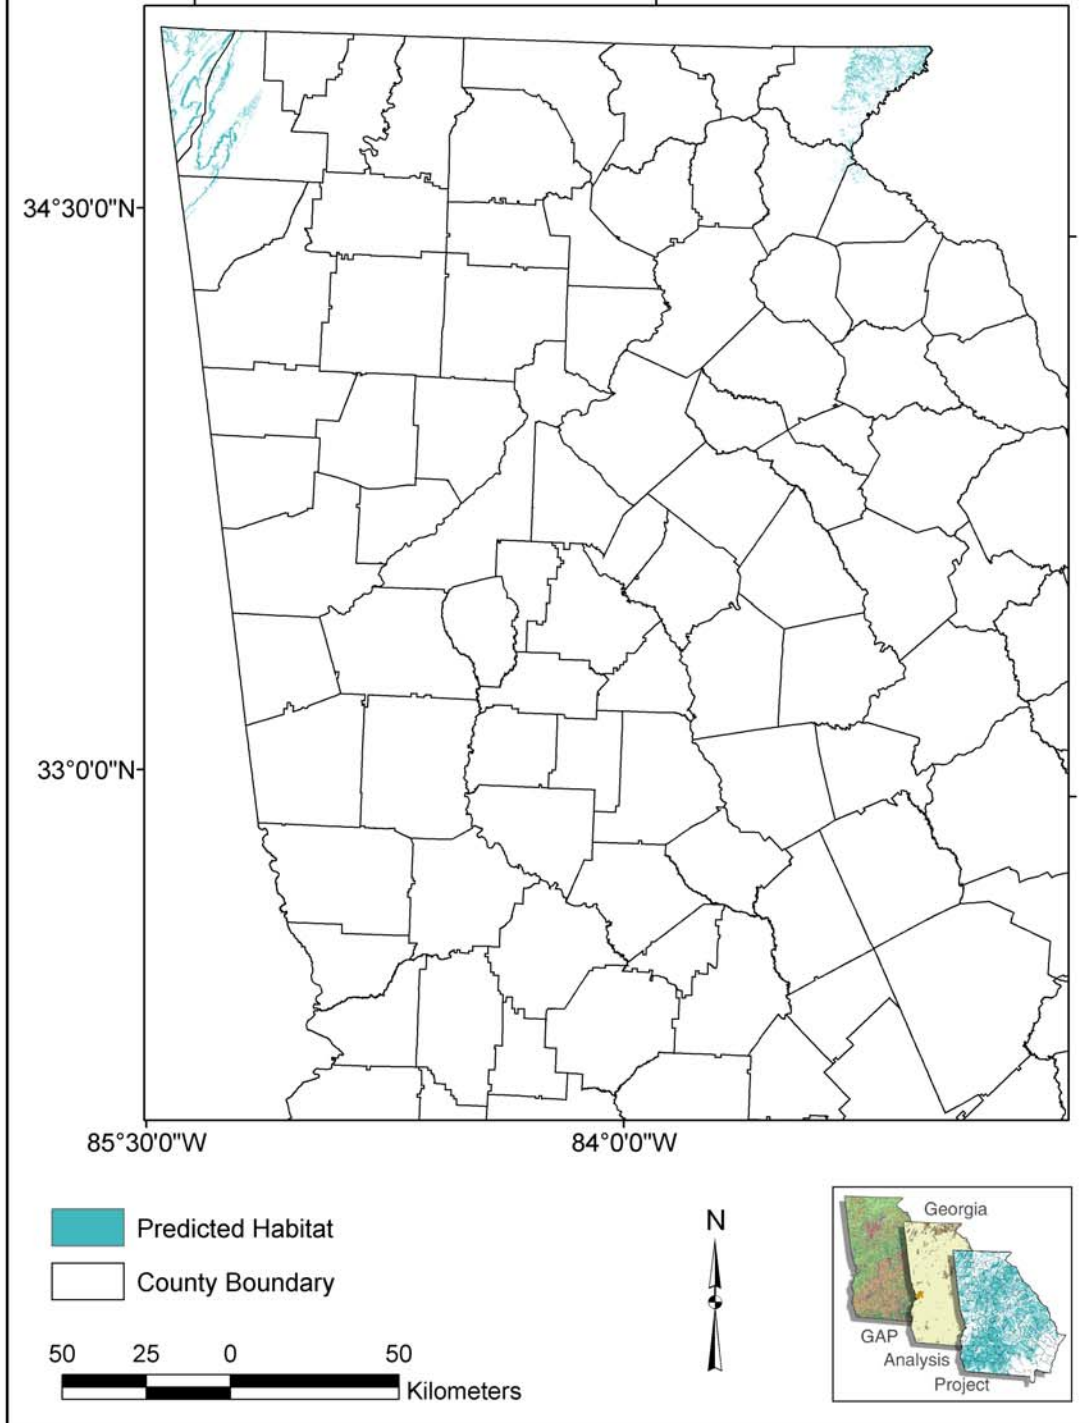 34°30'0"N
33°0'0"N
85°30'0"W
84°0'0"W
Predicted Habitat
County Boundary
50 25 0 50
Kilometers
N
Georgia
GAP
Analysis
Project